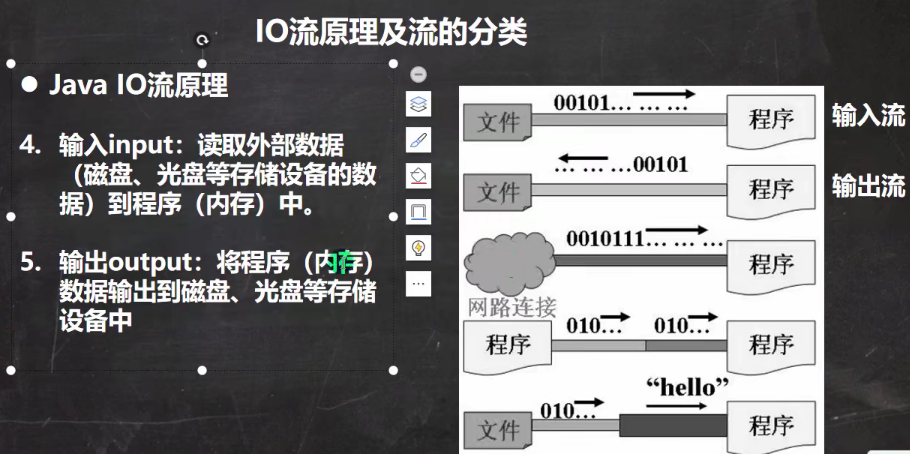 IO流原理及流的分类
● Java IO流原理
4. 输入input：读取外部数据
（磁盘、光盘等存储设备的数
据）到程序（内存）中。
5. 输出output：将程序（内存）
数据输出到磁盘、光盘等存储
设备中
00101… … …
文件
程序
输入流
… … …00101
文件
程序
输出流
0010111… … …
程序
网路连接
010…
010…
程序
程序
“hello”
010…
文件
程序